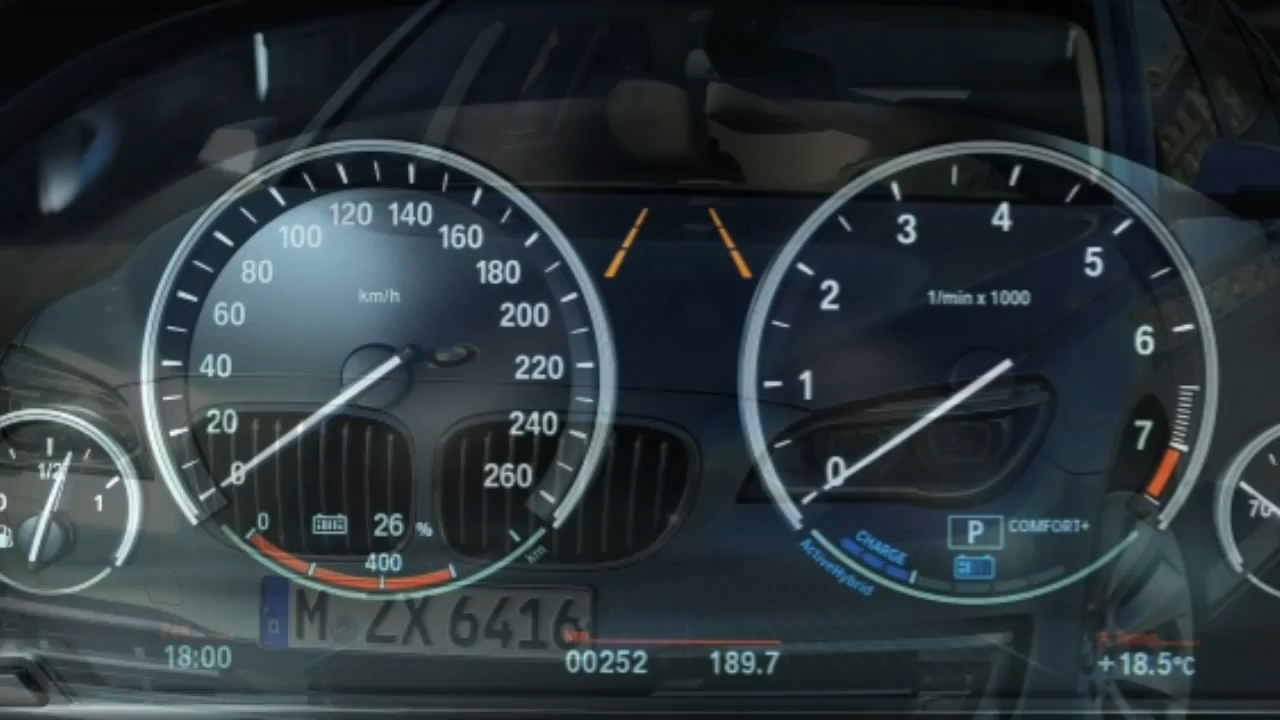 120 140
100 160
80 180
km/h
60 200
40 220
20 240
0 260
0 26 %
400
km
3 4
2 5
1/min x 1000
1 6
0 7
P COMFORT+
CHARGE
ActiveHybrid
1/2
0 1
70
M ZX 6416
18:00
00252 189.7
+18.5°C